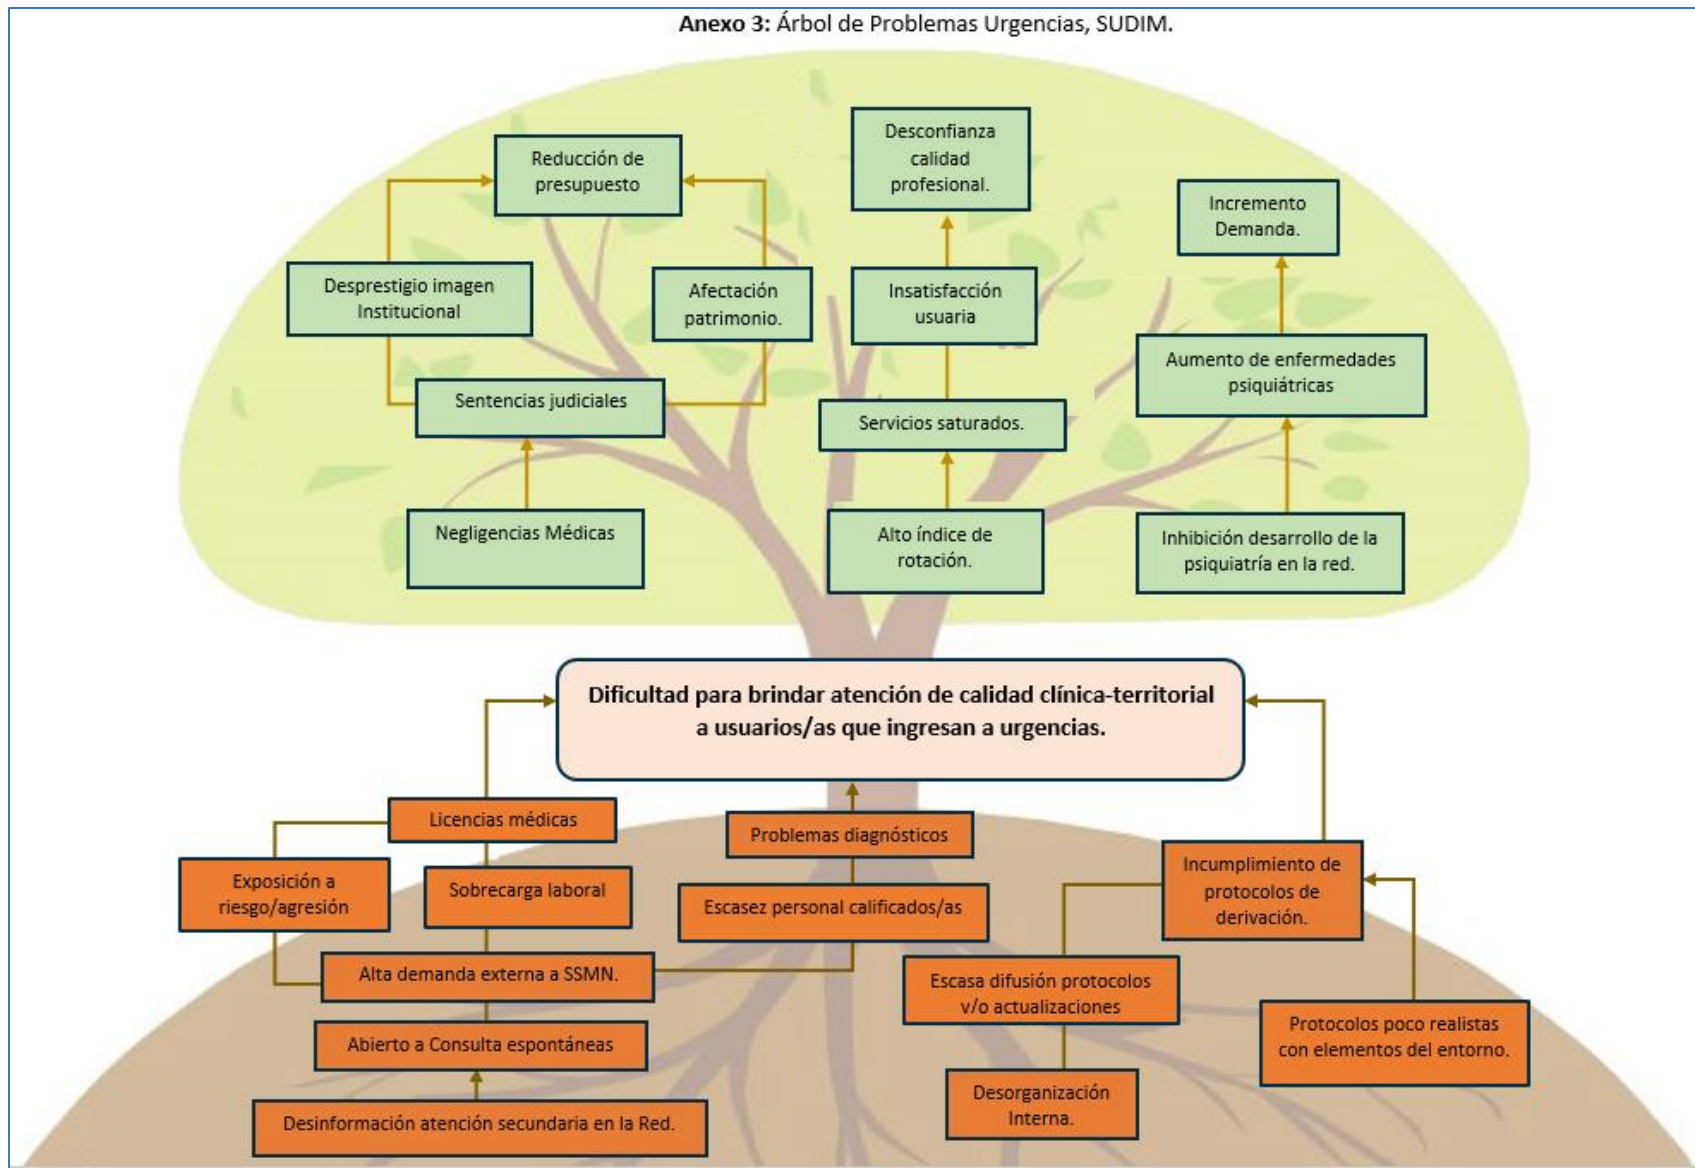 Anexo 3: Árbol de Problemas Urgencias, SUDIM.
Reducción de
presupuesto
Desconfianza
calidad
profesional.
Incremento
Demanda.
Desprestigio imagen
Institucional
Afectación
patrimonio.
Insatisfacción
usuaria
Aumento de enfermedades
psiquiátricas
Sentencias judiciales
Servicios saturados.
Negligencias Médicas
Alto índice de
rotación.
Inhibición desarrollo de la
psiquiatría en la red.
Dificultad para brindar atención de calidad clínica-territorial
a usuarios/as que ingresan a urgencias.
Licencias médicas
Problemas diagnósticos
Exposición a
riesgo/agresión
Sobrecarga laboral
Escasez personal calificados/as
Incumplimiento de
protocolos de
derivación.
Alta demanda externa a SSMN.
Escasa difusión protocolos
v/o actualizaciones
Abierto a Consulta espontáneas
Protocolos poco realistas
con elementos del entorno.
Desinformación atención secundaria en la Red.
Desorganización
Interna.